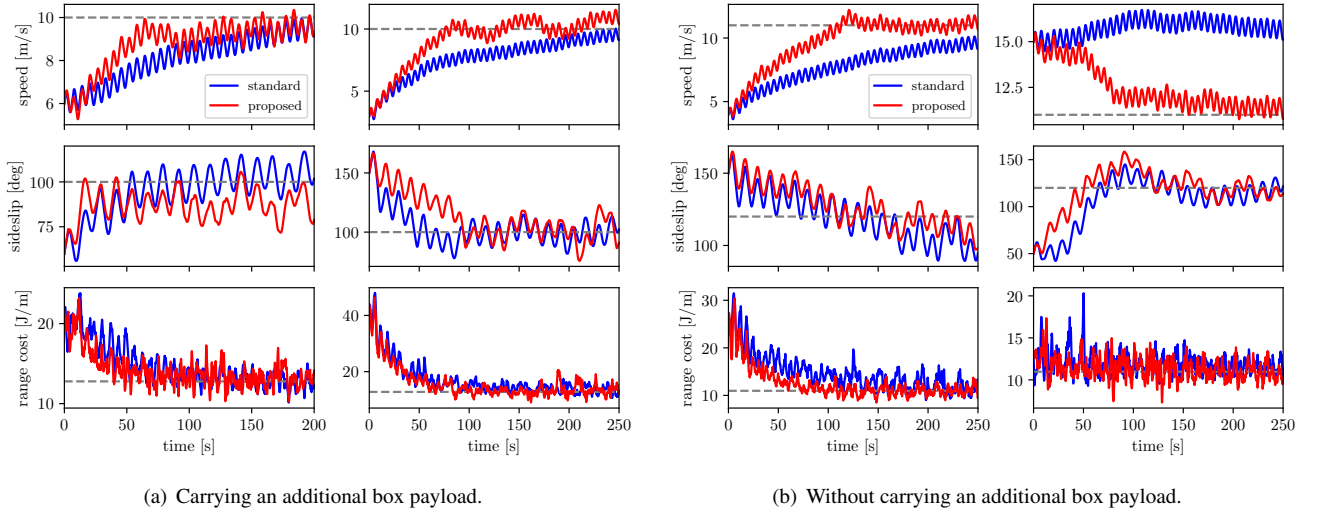 speed [m/s]
10
8
6
standard
proposed
10
5
sideslip [deg]
100
75
150
100
range cost [J/m]
20
10
40
20
0 50 100 150 200
0 50 100 150 200 250
time [s]
time [s]
(a) Carrying an additional box payload.
speed [m/s]
10
5
standard
proposed
15.0
12.5
sideslip [deg]
150
100
150
100
50
range cost [J/m]
30
20
10
20
15
10
0 50 100 150 200 250
0 50 100 150 200 250
time [s]
time [s]
(b) Without carrying an additional box payload.